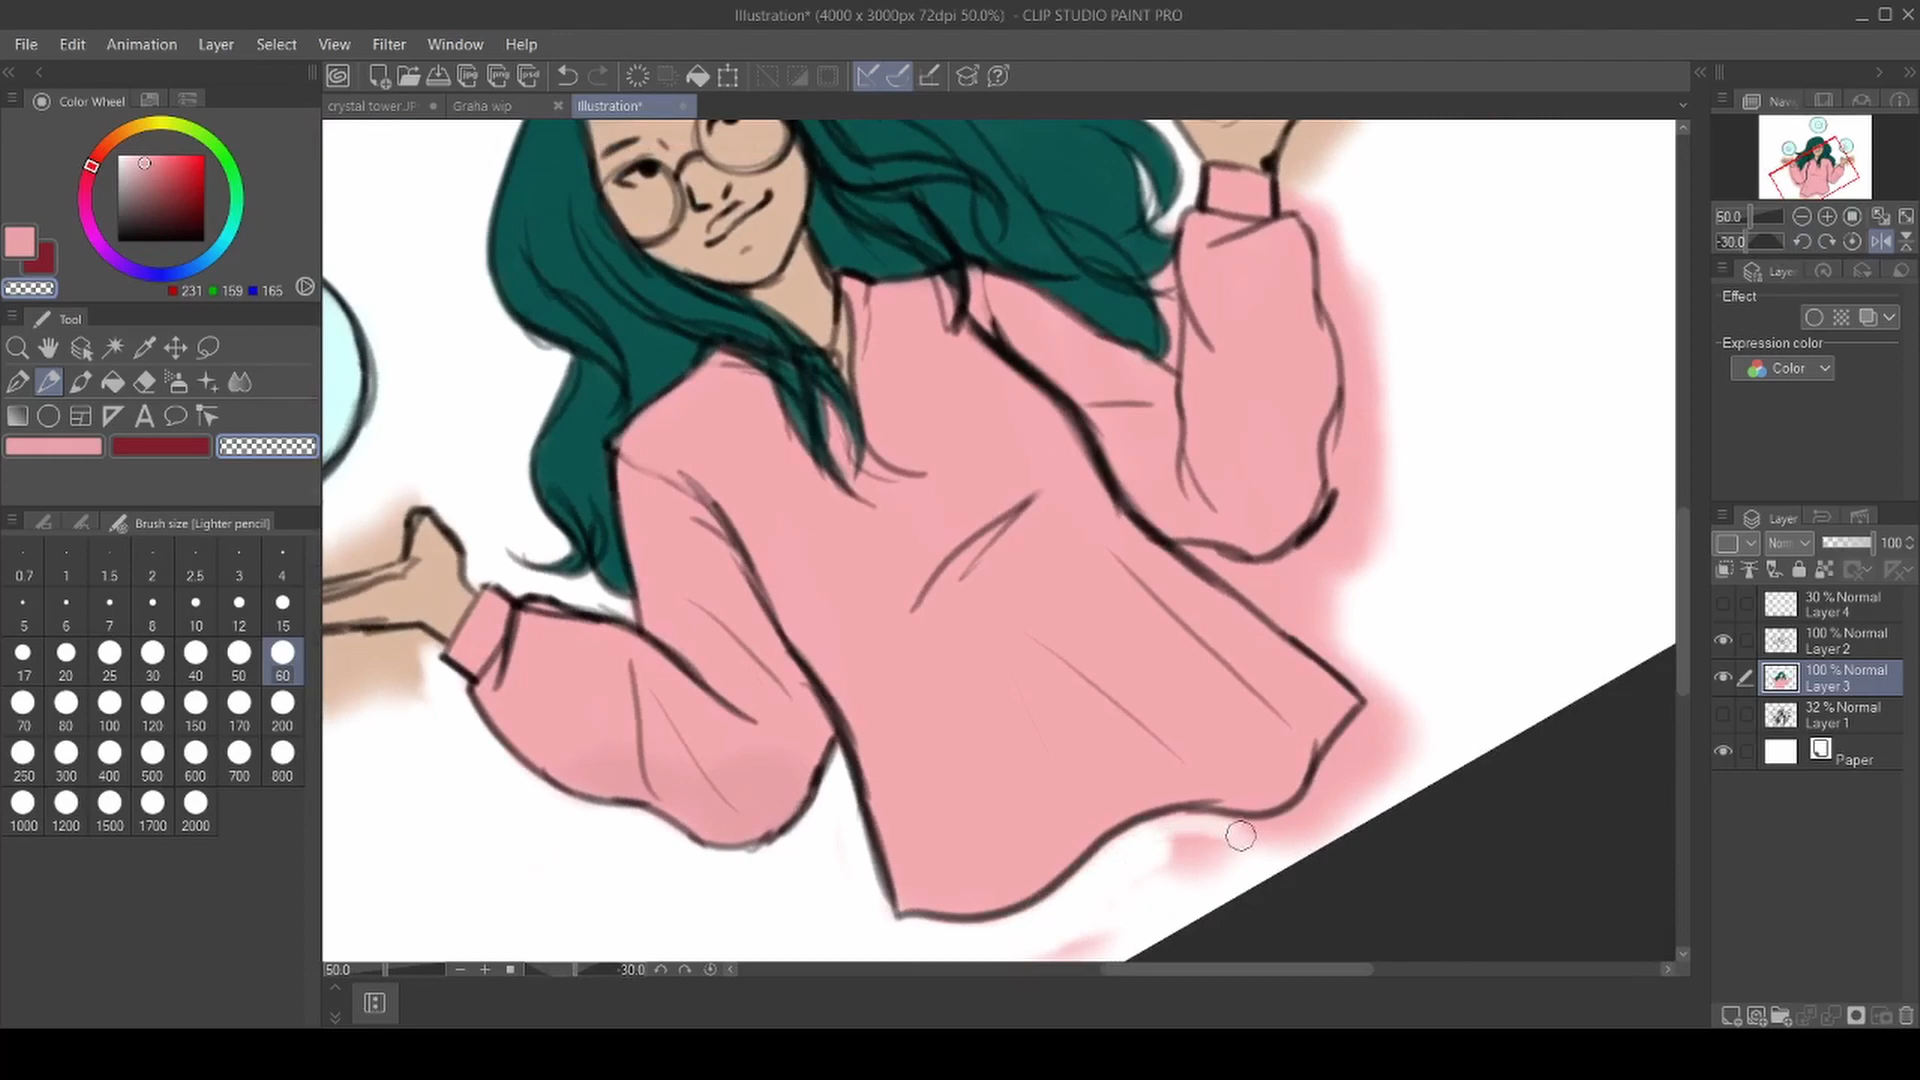 Illustration* (4000 x 3000px 72dpi 50.0%) - CLIP STUDIO PAINT PRO
File Edit Animation Layer Select View Filter Window Help
Color Wheel
crystal tower.JP Graha wip Illustration*
Nav
50.0
-30.0
231 159 165
Layer
Effect
Expression color
Color
Tool
Brush size [Lighter pencil]
0.7 1 1.5 2 2.5 3 4
5 6 7 8 10 12 15
17 20 25 30 40 50 60
70 80 100 120 150 170 200
250 300 400 500 600 700 800
1000 1200 1500 1700 2000
Layer
Norm 100
30 % Normal
Layer 4
100 % Normal
Layer 2
100 % Normal
Layer 3
32 % Normal
Layer 1
Paper
50.0 -30.0